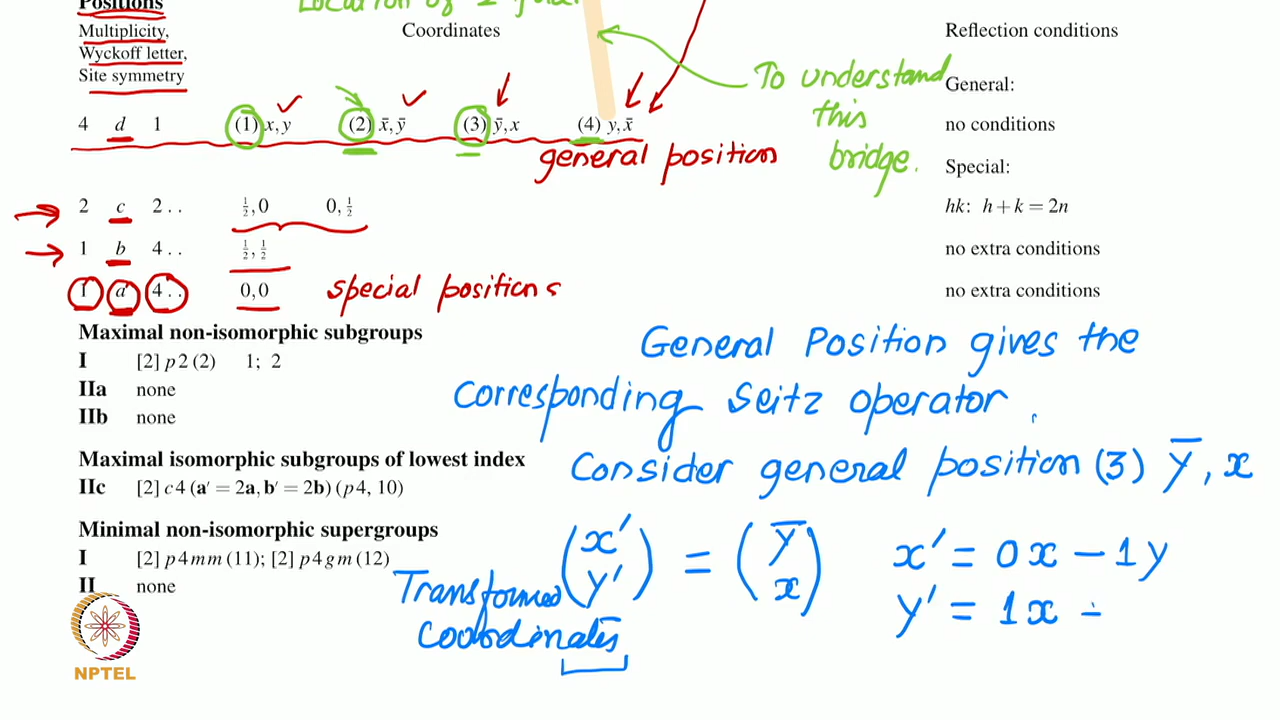 Positions
Location of
Multiplicity,
Wyckoff letter,
Site symmetry
Coordinates
Reflection conditions
To understand
this
bridge.
General:
4 d 1 (1) x,y (2) x̄,ȳ (3) ȳ,x (4) y,x̄ no conditions
general position
Special:
2 c 2 . . ½,0 0,½ hk: h+k=2n
1 b 4 . . ½,½ no extra conditions
1 a 4 . . 0,0 special positions no extra conditions
Maximal non-isomorphic subgroups
I [2] p2(2) 1; 2
IIa none
IIb none
General Position gives the
corresponding Seitz operator.
Maximal isomorphic subgroups of lowest index
IIc [2] c4 (a′ = 2a, b′ = 2b) (p4, 10)
Consider general position (3) ȳ, x
Minimal non-isomorphic supergroups
I [2] p4mm(11); [2] p4gm(12)
II none
Transformed
coordinates
(x′ y′) = (ȳ x)
x′ = 0x − 1y
y′ = 1x
NPTEL